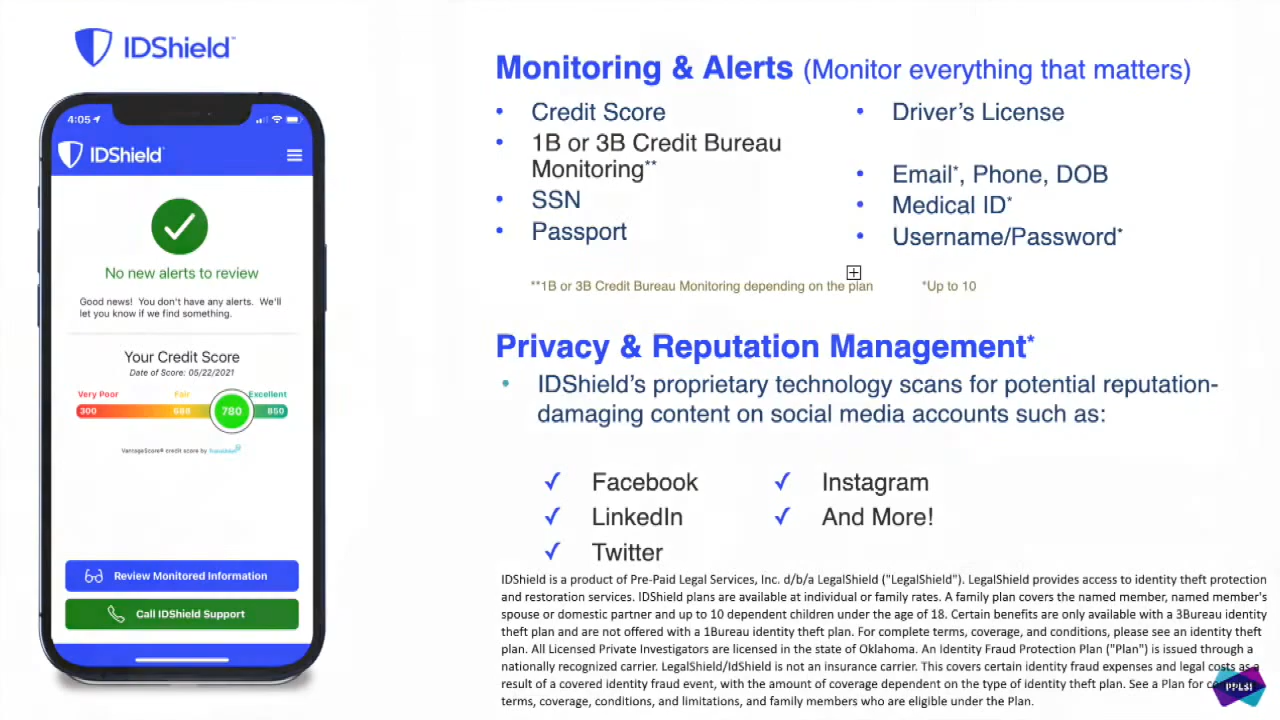 IDShield™
4:05
IDShield™
No new alerts to review
Good news! You don't have any alerts. We'll
let you know if we find something.
Your Credit Score
Date of Score: 05/22/2021
Very Poor Fair Excellent
300 780 850
VantageScore® credit score by
Review Monitored Information
Call IDShield Support
Monitoring & Alerts (Monitor everything that matters)
• Credit Score
• 1B or 3B Credit Bureau
Monitoring**
• SSN
• Passport
• Driver's License
• Email*, Phone, DOB
• Medical ID*
• Username/Password*
**1B or 3B Credit Bureau Monitoring depending on the plan
*Up to 10
Privacy & Reputation Management*
• IDShield's proprietary technology scans for potential reputation-
damaging content on social media accounts such as:
✓ Facebook
✓ LinkedIn
✓ Twitter
✓ Instagram
✓ And More!
IDShield is a product of Pre-Paid Legal Services, Inc. d/b/a LegalShield ("LegalShield"). LegalShield provides access to identity theft protection
and restoration services. IDShield plans are available at individual or family rates. A family plan covers the named member, named member's
spouse or domestic partner and up to 10 dependent children under the age of 18. Certain benefits are only available with a 3Bureau identity
theft plan and are not offered with a 1Bureau identity theft plan. For complete terms, coverage, and conditions, please see an identity theft
plan. All Licensed Private Investigators are licensed in the state of Oklahoma. An Identity Fraud Protection Plan ("Plan") is issued through a
nationally recognized carrier. LegalShield/IdShield is not an insurance carrier. This covers certain identity fraud expenses and legal costs as a
result of a covered identity fraud event, with the amount of coverage dependent on the type of identity theft plan. See a Plan for
terms, coverage, conditions, and limitations, and family members who are eligible under the Plan.